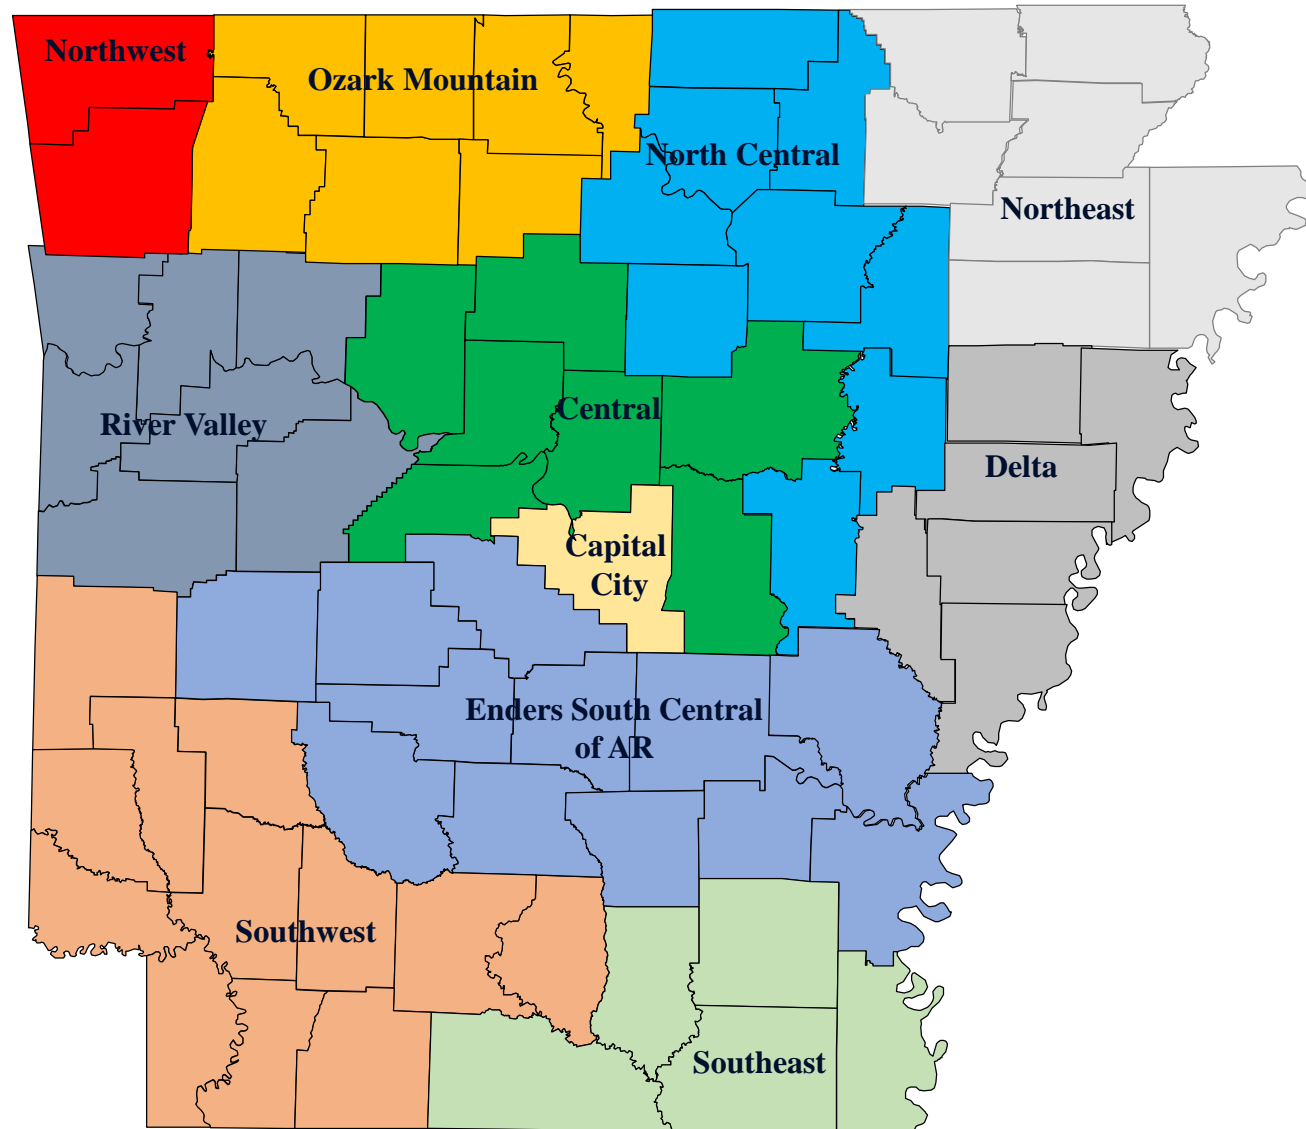 Northwest
Ozark Mountain
North Central
Northeast
River Valley
Central
Delta
Capital
City
Enders South Central
of AR
Southwest
Southeast